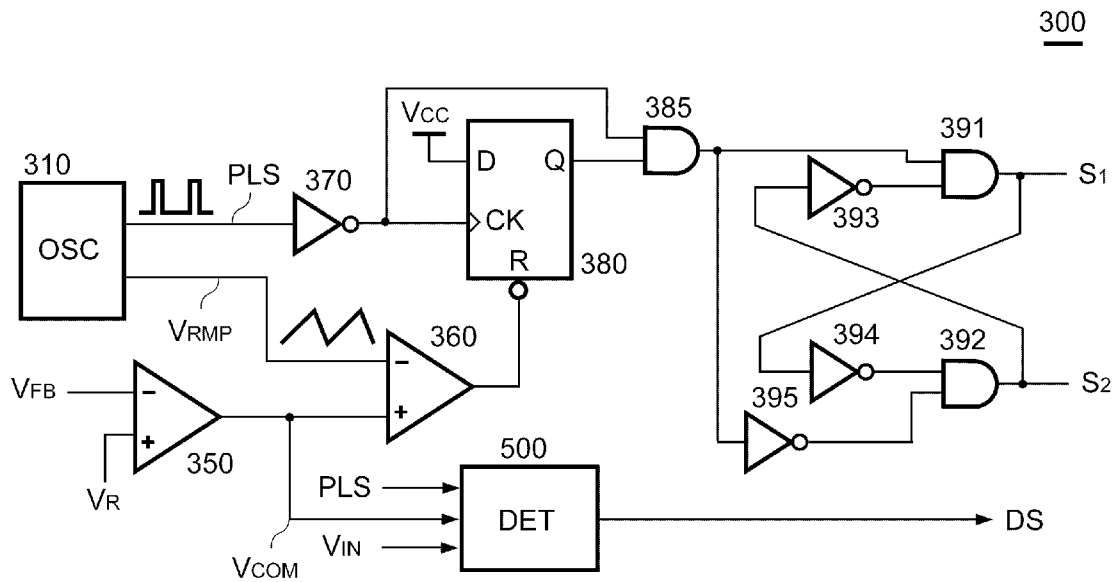 300
385
391
VCC
310
PLS
370
D
Q
S1
OSC
CK
393
R
380
VRMP
360
394
392
VFB
−
−
+
S2
395
+
350
500
VR
PLS
DET
DS
VIN
VCOM